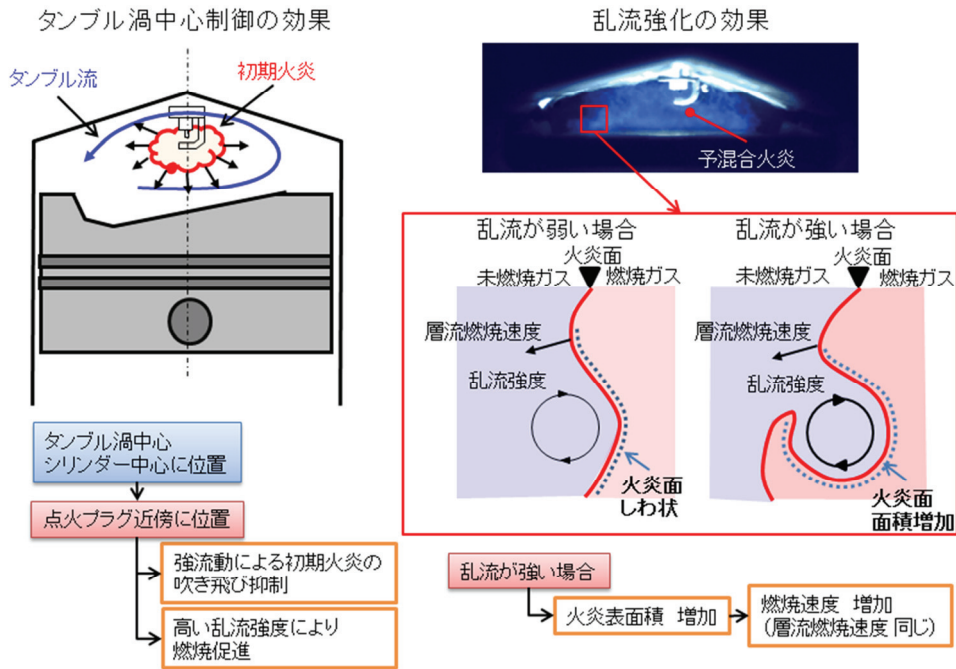 タンブル渦中心制御の効果
タンブル流
初期火炎
タンブル渦中心
シリンダー中心に位置
点火プラグ近傍に位置
強流動による初期火炎の
吹き飛び抑制
高い乱流強度により
燃焼促進
乱流強化の効果
予混合火炎
乱流が弱い場合
火炎面
未燃焼ガス
燃焼ガス
層流燃焼速度
乱流強度
火炎面
しわ状
乱流が強い場合
火炎面
未燃焼ガス
燃焼ガス
層流燃焼速度
乱流強度
火炎面
面積増加
乱流が強い場合
火炎表面積 増加
燃焼速度 増加
(層流燃焼速度 同じ)